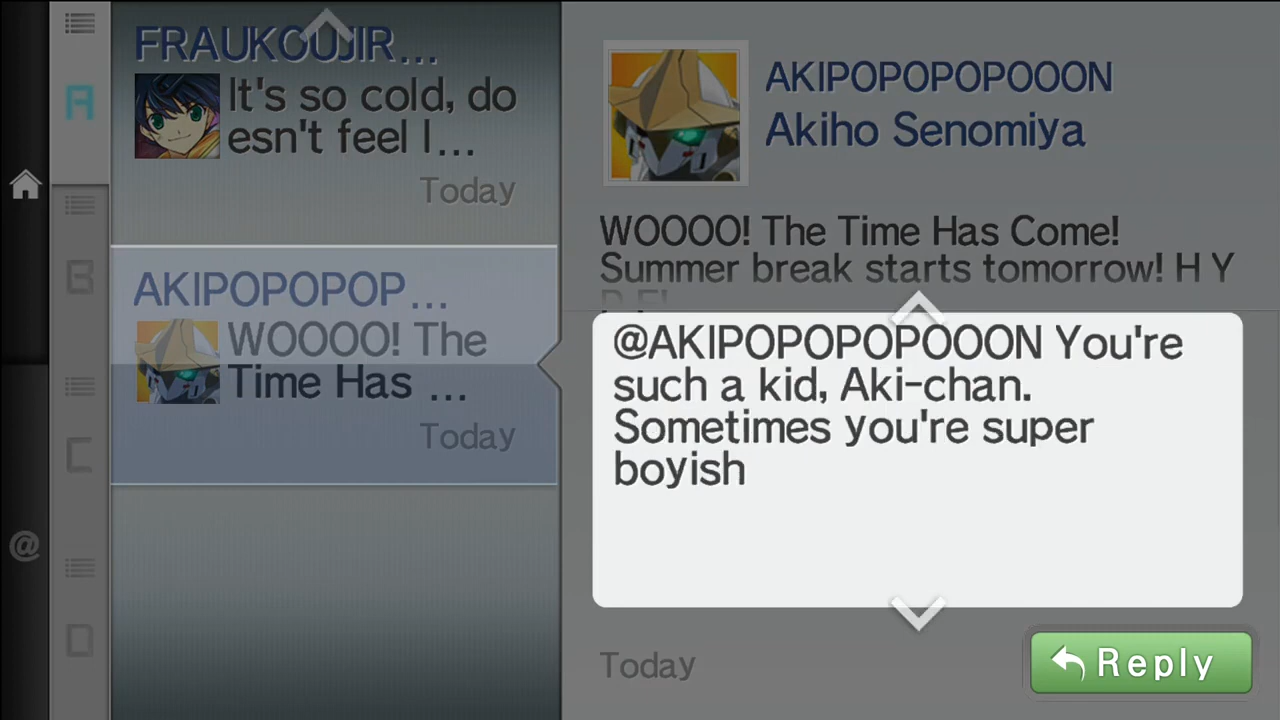 A
B
C
D
@
FRAUKOUJIR...
It's so cold, do
esn't feel l...
Today
AKIPOPOPOP...
WOOOO! The
Time Has ...
Today
AKIPOPOPOPOOON
Akiho Senomiya
WOOOO! The Time Has Come!
Summer break starts tomorrow! H Y
P E!
@AKIPOPOPOPOOON You're
such a kid, Aki-chan.
Sometimes you're super
boyish
Today
Reply